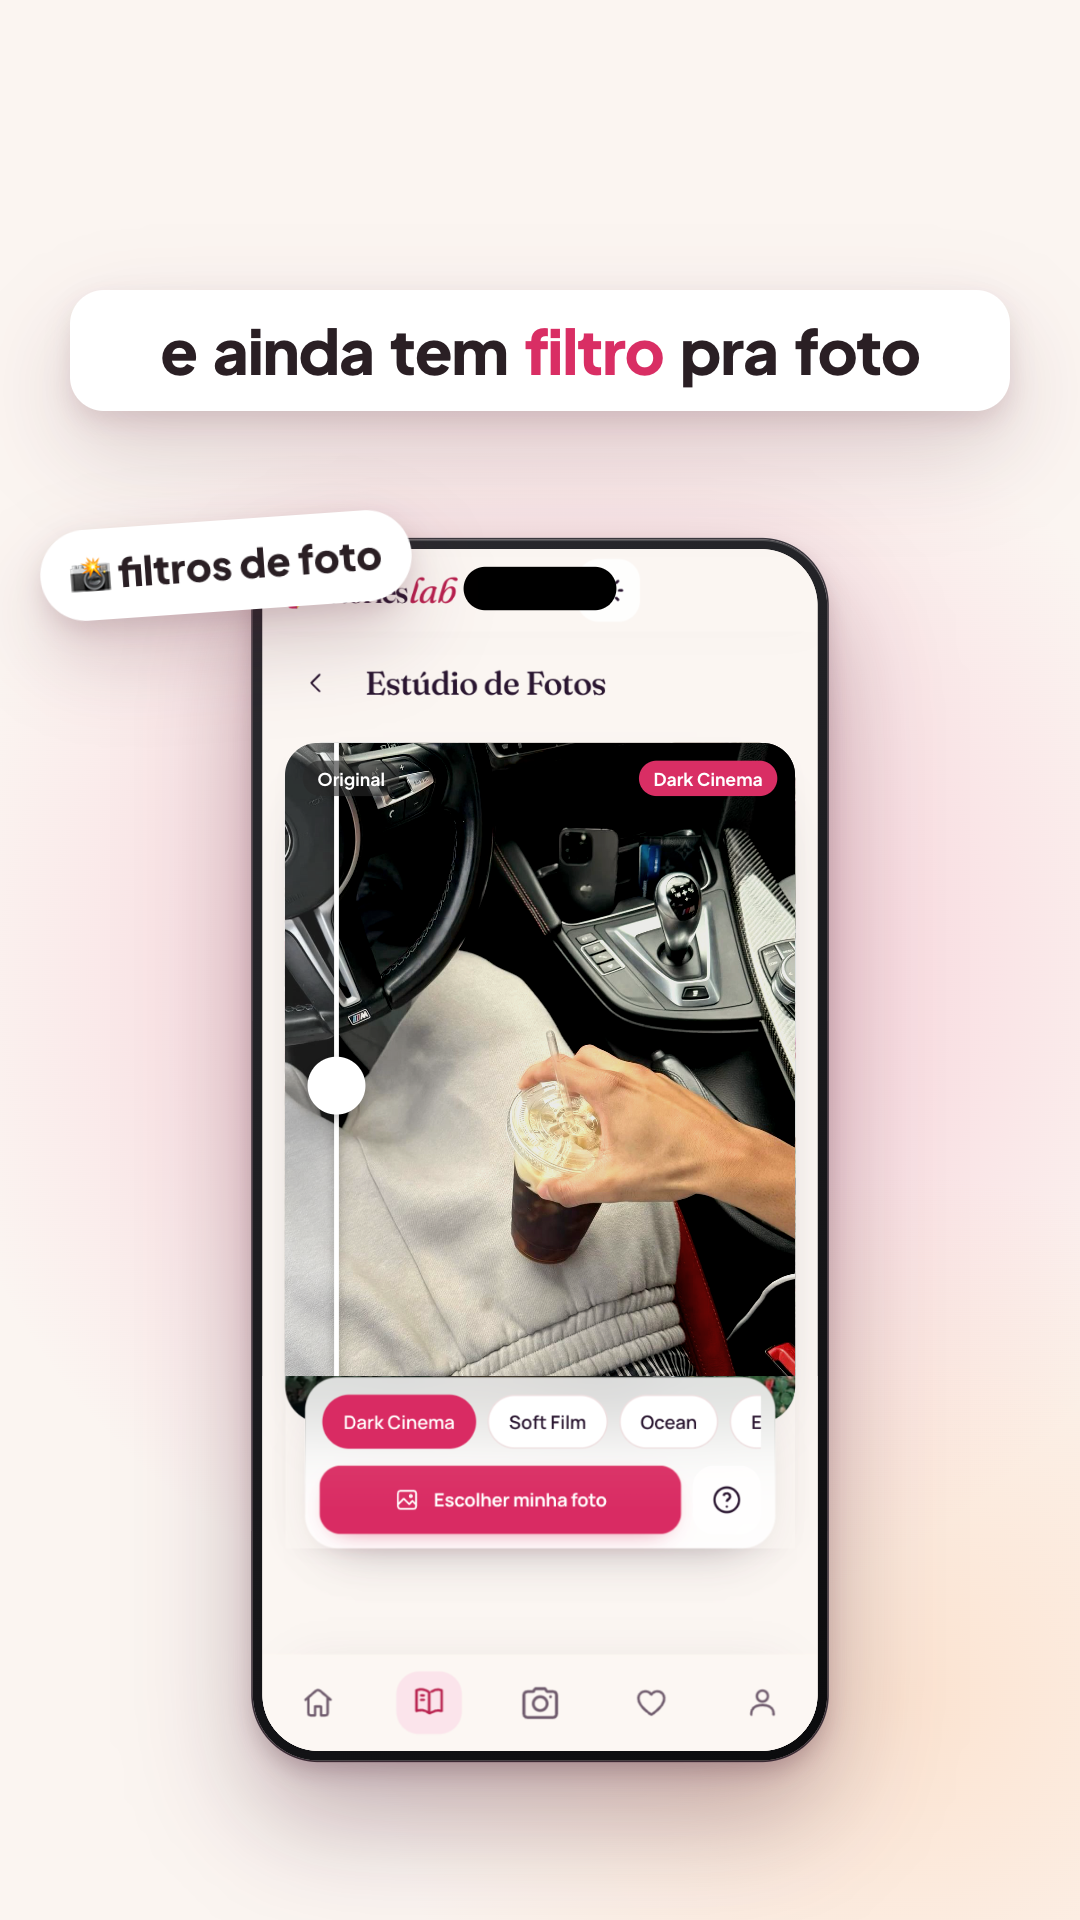 e ainda tem filtro pra foto
filtros de foto
lab
Estúdio de Fotos
Original
Dark Cinema
Dark Cinema
Soft Film
Ocean
E
Escolher minha foto